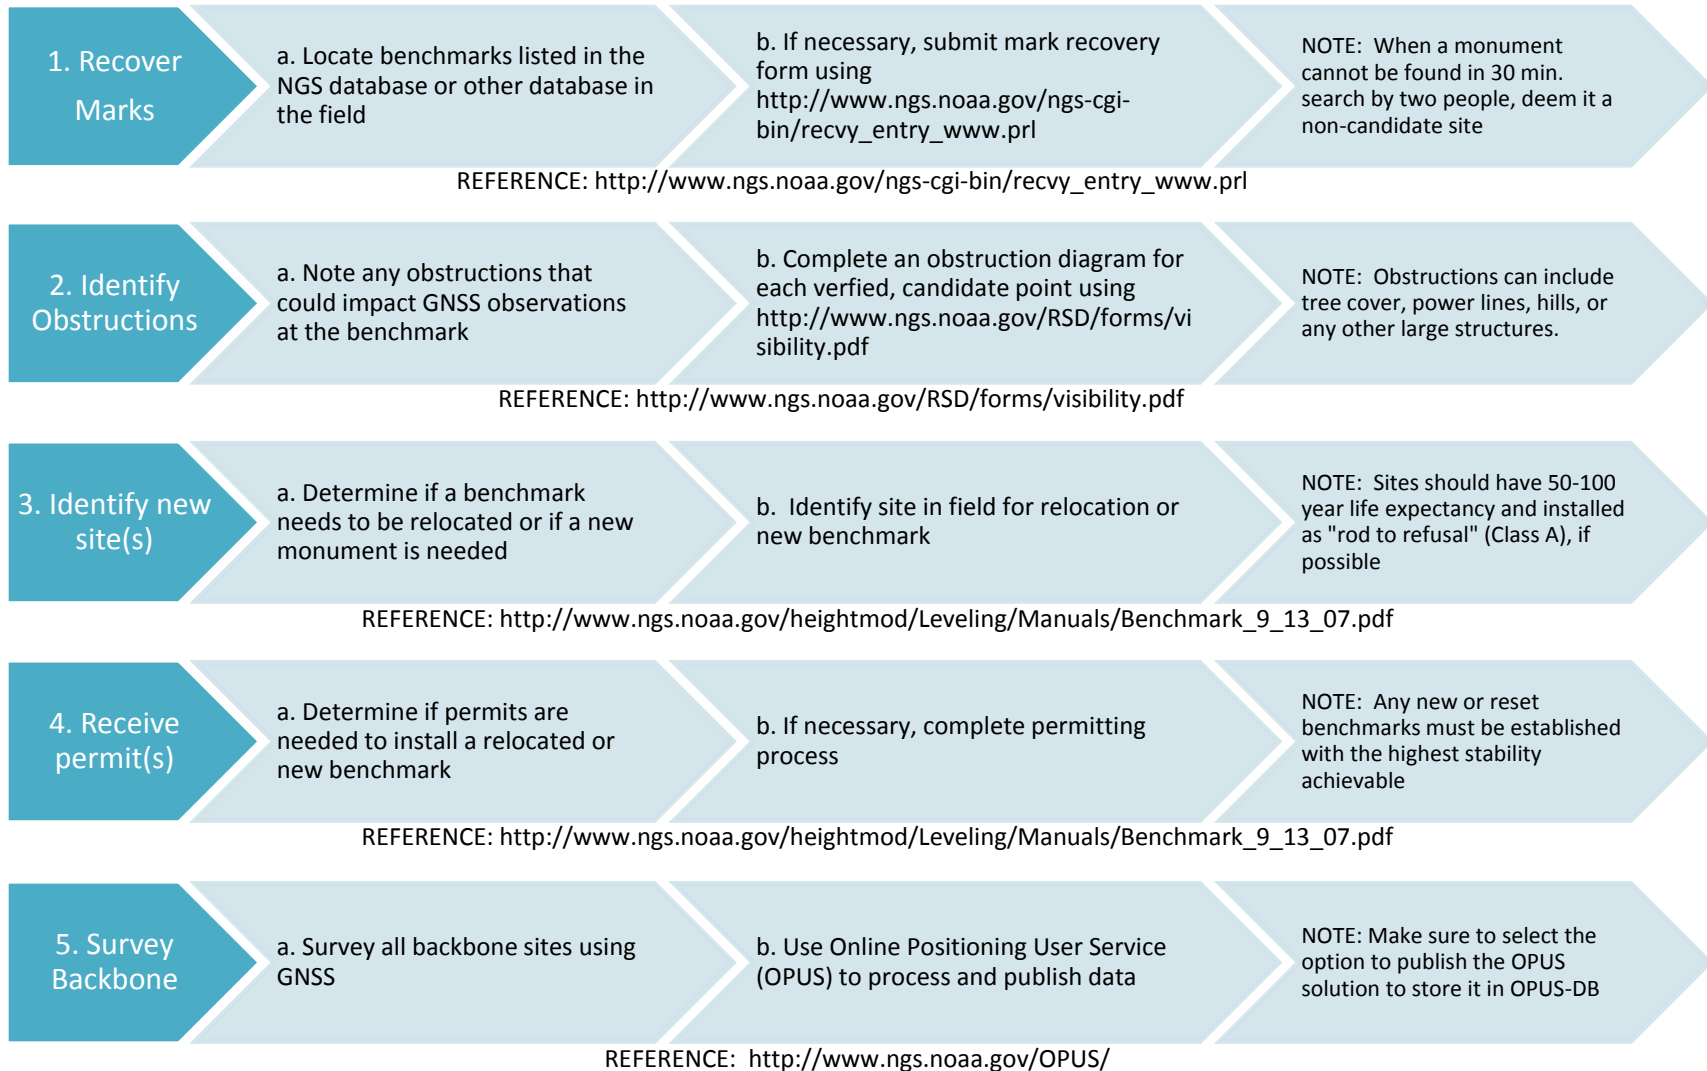 1. Recover
Marks
a. Locate benchmarks listed in the
NGS database or other database in
the field
b. If necessary, submit mark recovery
form using
http://www.ngs.noaa.gov/ngs-cgi-
bin/recvy_entry_www.prl
NOTE: When a monument
cannot be found in 30 min.
search by two people, deem it a
non-candidate site
REFERENCE: http://www.ngs.noaa.gov/ngs-cgi-bin/recvy_entry_www.prl
2. Identify
Obstructions
a. Note any obstructions that
could impact GNSS observations
at the benchmark
b. Complete an obstruction diagram for
each verfied, candidate point using
http://www.ngs.noaa.gov/RSD/forms/vi
sibility.pdf
NOTE: Obstructions can include
tree cover, power lines, hills, or
any other large structures.
REFERENCE: http://www.ngs.noaa.gov/RSD/forms/visibility.pdf
3. Identify new
site(s)
a. Determine if a benchmark
needs to be relocated or if a new
monument is needed
b. Identify site in field for relocation or
new benchmark
NOTE: Sites should have 50-100
year life expectancy and installed
as "rod to refusal" (Class A), if
possible
REFERENCE: http://www.ngs.noaa.gov/heightmod/Leveling/Manuals/Benchmark_9_13_07.pdf
4. Receive
permit(s)
a. Determine if permits are
needed to install a relocated or
new benchmark
b. If necessary, complete permitting
process
NOTE: Any new or reset
benchmarks must be established
with the highest stability
achievable
REFERENCE: http://www.ngs.noaa.gov/heightmod/Leveling/Manuals/Benchmark_9_13_07.pdf
5. Survey
Backbone
a. Survey all backbone sites using
GNSS
b. Use Online Positioning User Service
(OPUS) to process and publish data
NOTE: Make sure to select the
option to publish the OPUS
solution to store it in OPUS-DB
REFERENCE: http://www.ngs.noaa.gov/OPUS/